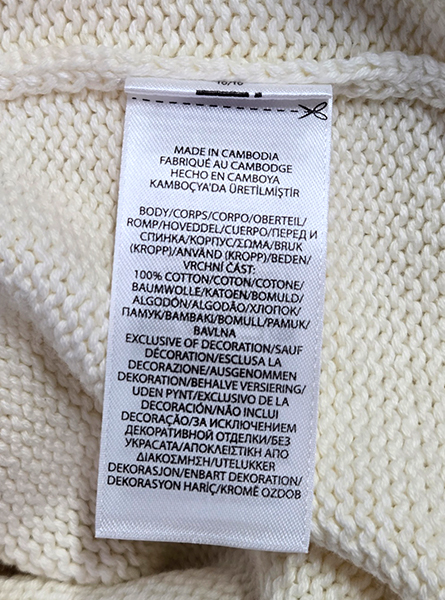 MADE IN CAMBODIA
FABRIQUÉ AU CAMBODGE
HECHO EN CAMBOYA
KAMBOÇYA'DA ÜRETİLMİŞTİR
BODY/CORPS/CORPO/OBERTEIL/
ROMP/HOVEDDEL/CUERPO/ПЕРЕД И
СПИНКА/КОРПУС/ΣΩΜΑ/BRUK
(KROPP)/ANVÄND (KROPP)/BEDEN/
VRCHNÍ ČÁST:
100% COTTON/COTON/COTONE/
BAUMWOLLE/KATOEN/BOMULD/
ALGODÓN/ALGODÃO/ХЛОПОК/
ПАМУК/ΒΑΜΒΑΚΙ/BOMULL/PAMUK/
BAVLNA
EXCLUSIVE OF DECORATION/SAUF
DÉCORATION/ESCLUSA LA
DECORAZIONE/AUSGENOMMEN
DEKORATION/BEHALVE VERSIERING/
UDEN PYNT/EXCLUSIVO DE LA
DECORACIÓN/NÃO INCLUI
DECORAÇÃO/ЗА ИСКЛЮЧЕНИЕМ
ДЕКОРАТИВНОЙ ОТДЕЛКИ/БЕЗ
УКРАСАТА/ΑΠΟΚΛΕΙΣΤΙΚΗ ΑΠΟ
ΔΙΑΚΟΣΜΗΣΗ/UTELUKKER
DEKORASJON/ENBART DEKORATION/
DEKORASYON HARİÇ/KROMĚ OZDOB